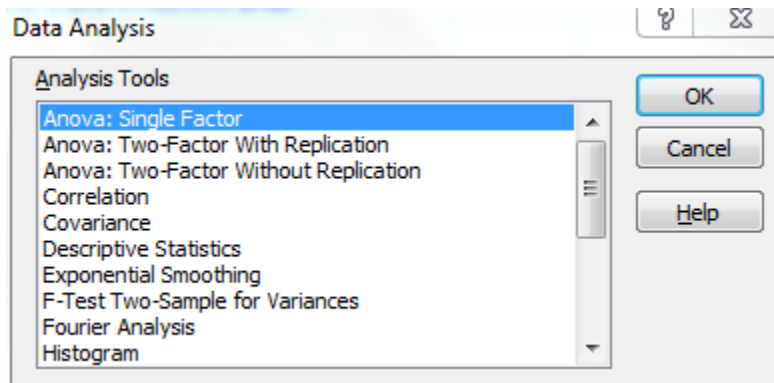 Data Analysis
?
Analysis Tools
Anova: Single Factor
Anova: Two-Factor With Replication
Anova: Two-Factor Without Replication
Correlation
Covariance
Descriptive Statistics
Exponential Smoothing
F-Test Two-Sample for Variances
Fourier Analysis
Histogram
OK
Cancel
Help